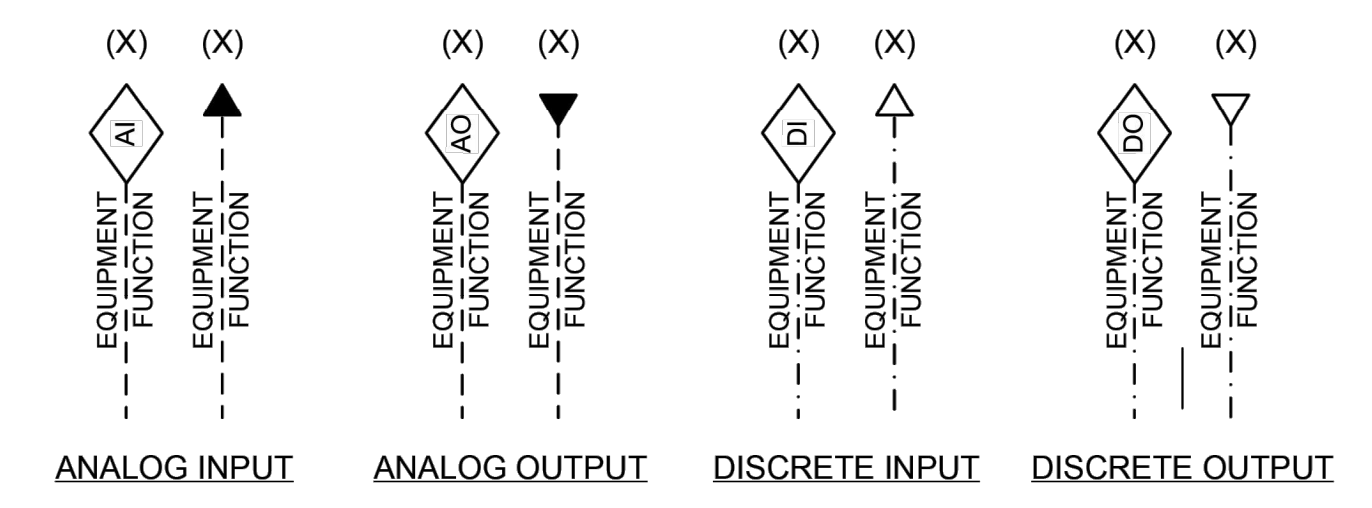 (X) (X) (X) (X) (X) (X) (X) (X)
AI
EQUIPMENT
FUNCTION
EQUIPMENT
FUNCTION
AO
EQUIPMENT
FUNCTION
EQUIPMENT
FUNCTION
DI
EQUIPMENT
FUNCTION
EQUIPMENT
FUNCTION
DO
EQUIPMENT
FUNCTION
EQUIPMENT
FUNCTION
ANALOG INPUT
ANALOG OUTPUT
DISCRETE INPUT
DISCRETE OUTPUT